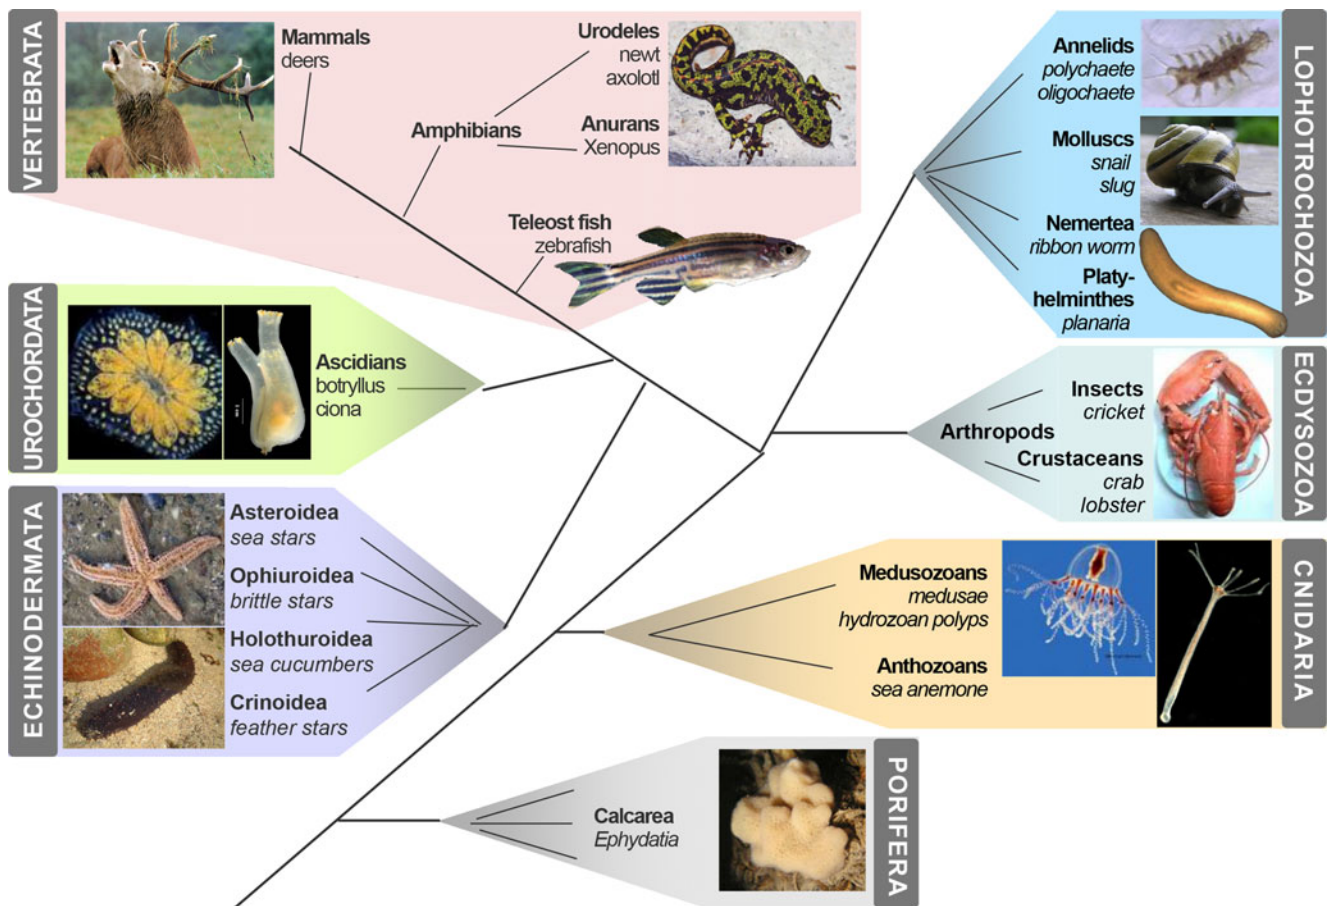 VERTEBRATA
Mammals
deers
Urodeles
newt
axolotl
Amphibians
Anurans
Xenopus
Teleost fish
zebrafish
UROCHORDATA
Ascidians
botryllus
ciona
ECHINODERMATA
Asteroidea
sea stars
Ophiuroidea
brittle stars
Holothuroidea
sea cucumbers
Crinoidea
feather stars
LOPHOTROCHOZOA
Annelids
polychaete
oligochaete
Molluscs
snail
slug
Nemertea
ribbon worm
Platy-
helminthes
planaria
ECDYSOZOA
Insects
cricket
Arthropods
Crustaceans
crab
lobster
CNIDARIA
Medusozoans
medusae
hydrozoan polyps
Anthozoans
sea anemone
PORIFERA
Calcarea
Ephydatia